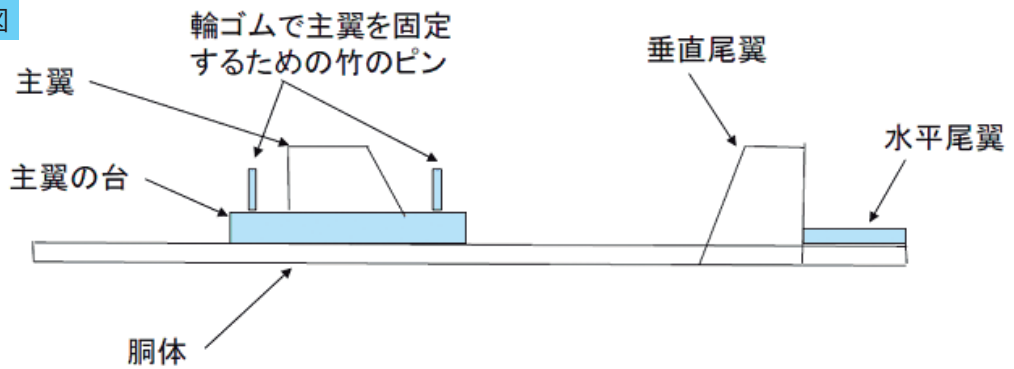 図
輪ゴムで主翼を固定
するための竹のピン
垂直尾翼
主翼
水平尾翼
主翼の台
胴体